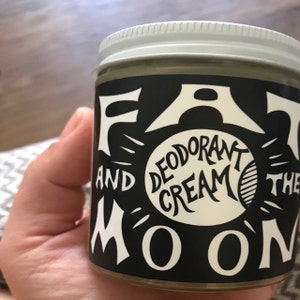 FAT
AND THE
MOON
DEODORANT
CREAM